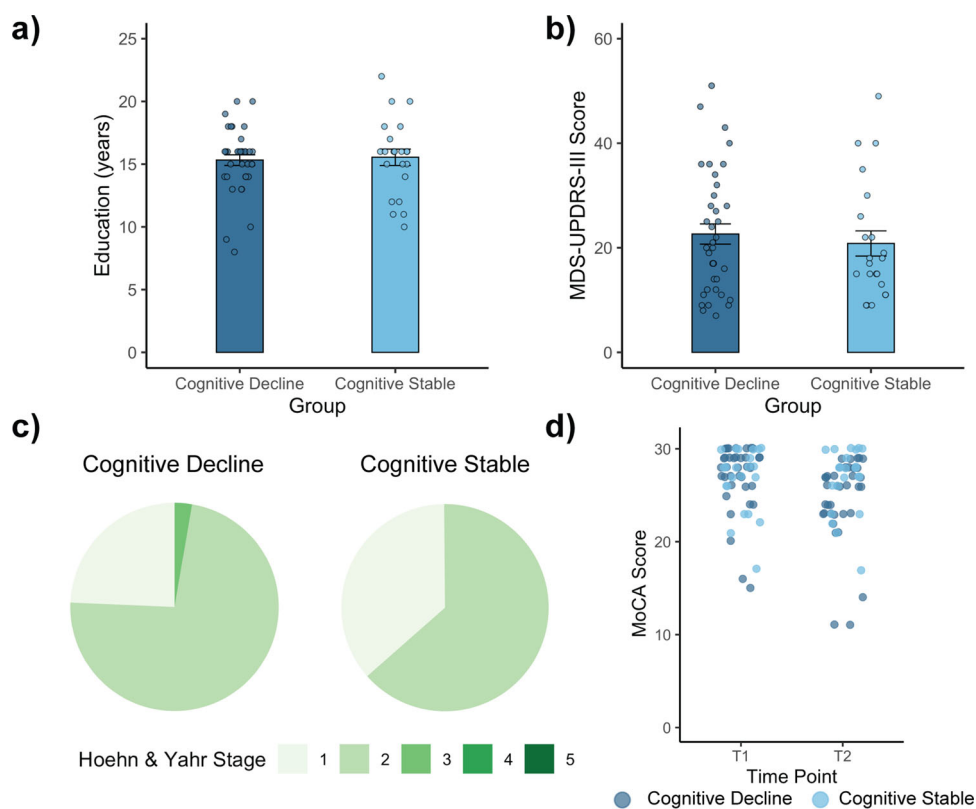 a)
Education (years)
25
20
15
10
5
0
Cognitive Decline Cognitive Stable
Group
b)
MDS-UPDRS-III Score
60
40
20
0
Cognitive Decline Cognitive Stable
Group
c)
Cognitive Decline Cognitive Stable
Hoehn & Yahr Stage 1 2 3 4 5
d)
MoCA Score
30
20
10
0
T1 T2
Time Point
Cognitive Decline Cognitive Stable